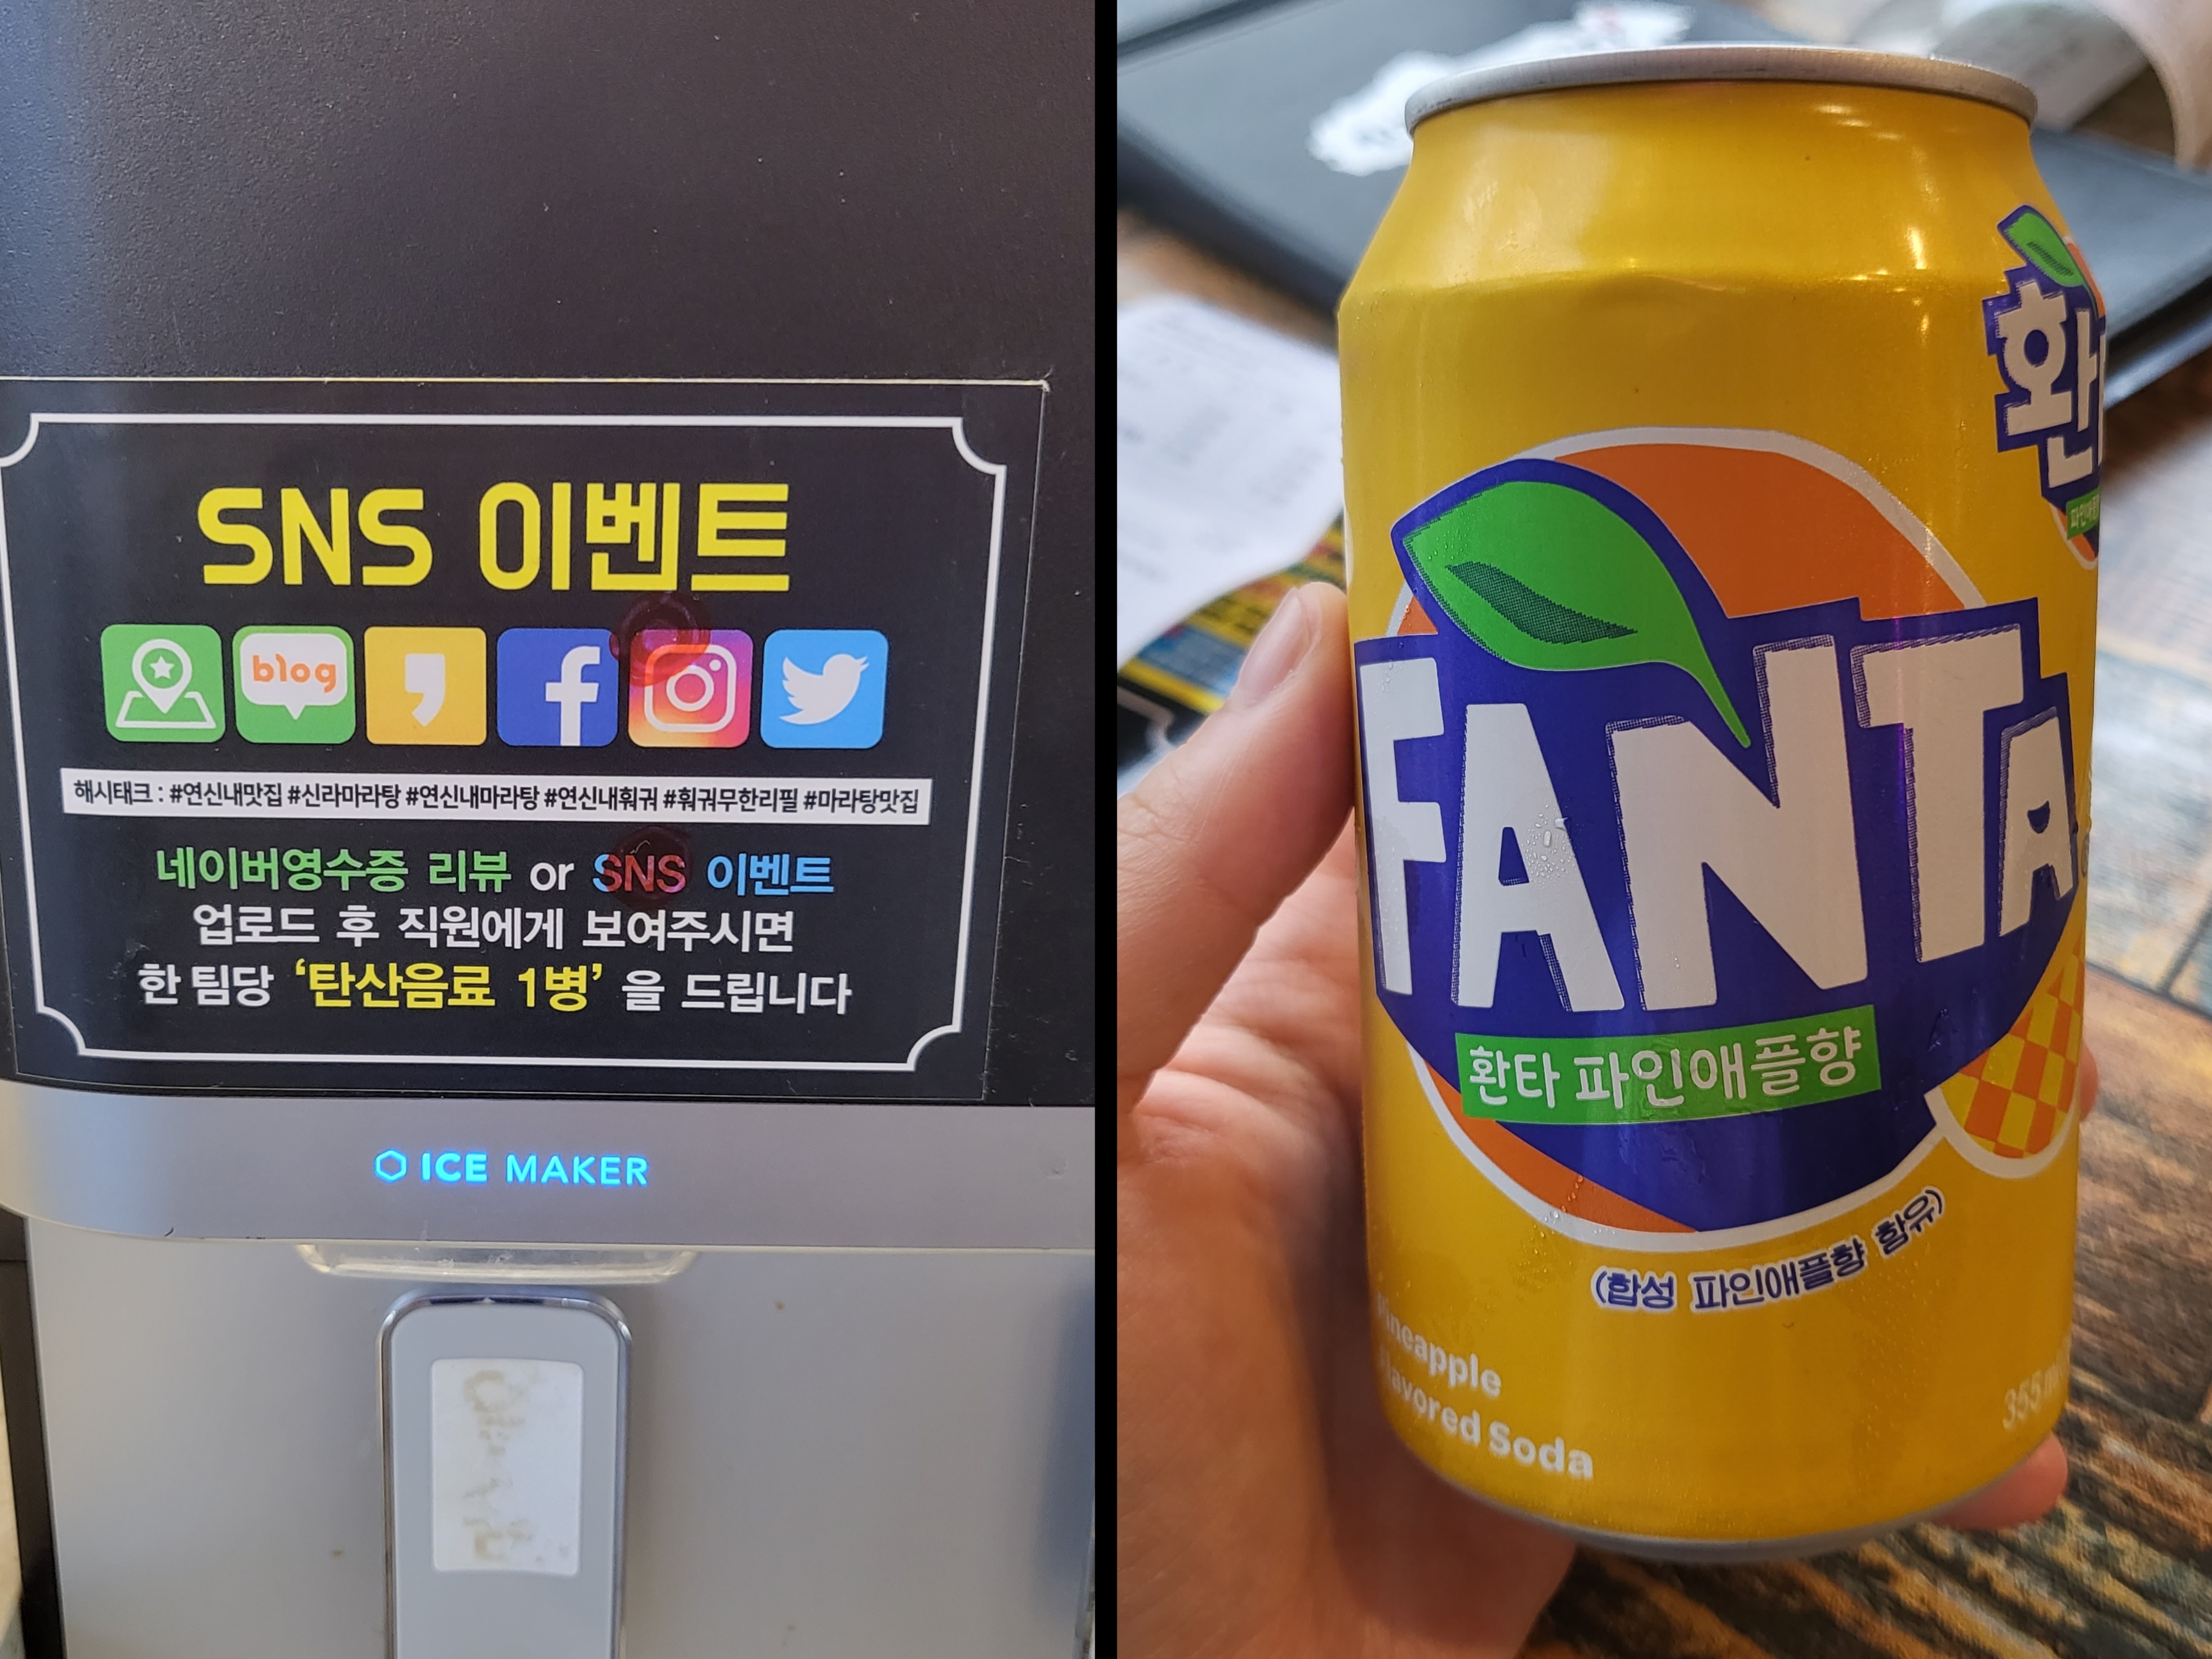 SNS 이벤트
blog
해시태크 : #연신내맛집 #신라마라탕 #연신내마라탕 #연신내훠궈 #훠궈무한리필 #마라탕맛집
네이버영수증 리뷰 or SNS 이벤트
업로드 후 직원에게 보여주시면
한 팀당 ‘탄산음료 1병’ 을 드립니다
ICE MAKER
FANTA
환타 파인애플향
(합성 파인애플향 함유)
Pineapple
Flavored Soda
355